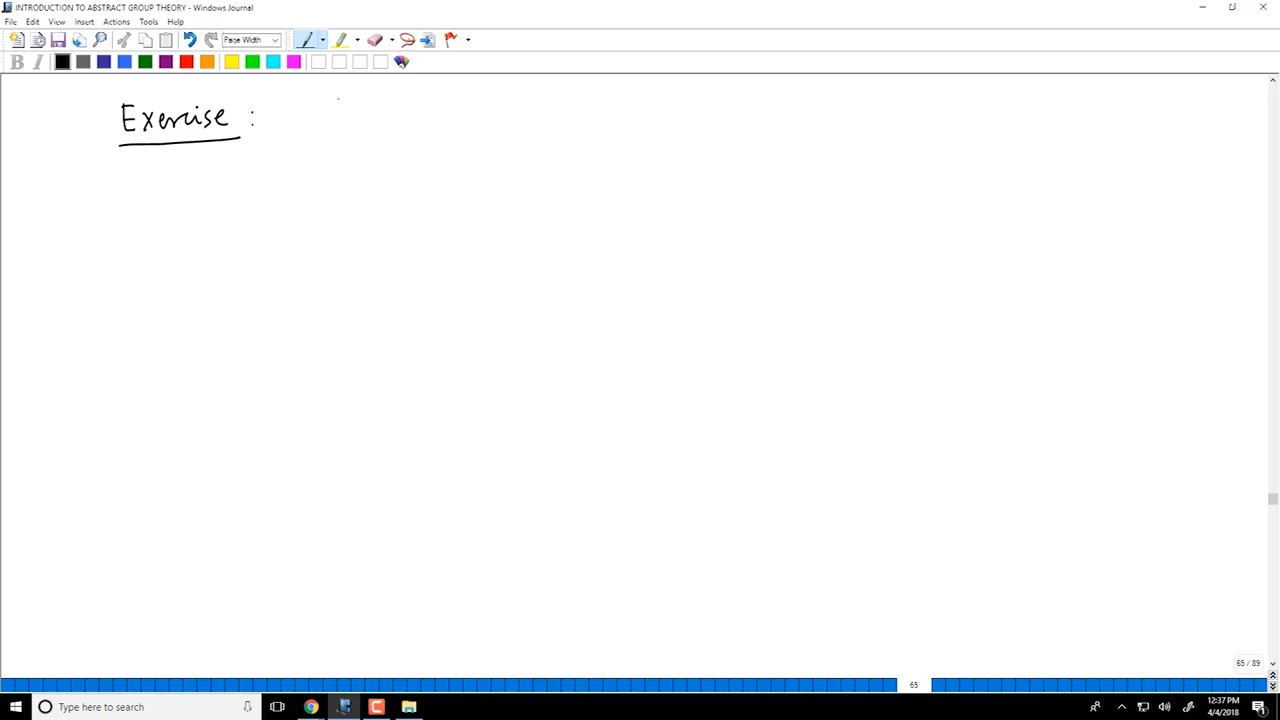 INTRODUCTION TO ABSTRACT GROUP THEORY - Windows Journal
File Edit View Insert Actions Tools Help
Page Width
B I
Exercise :
65 / 89
65
Type here to search
12:37 PM
4/4/2018